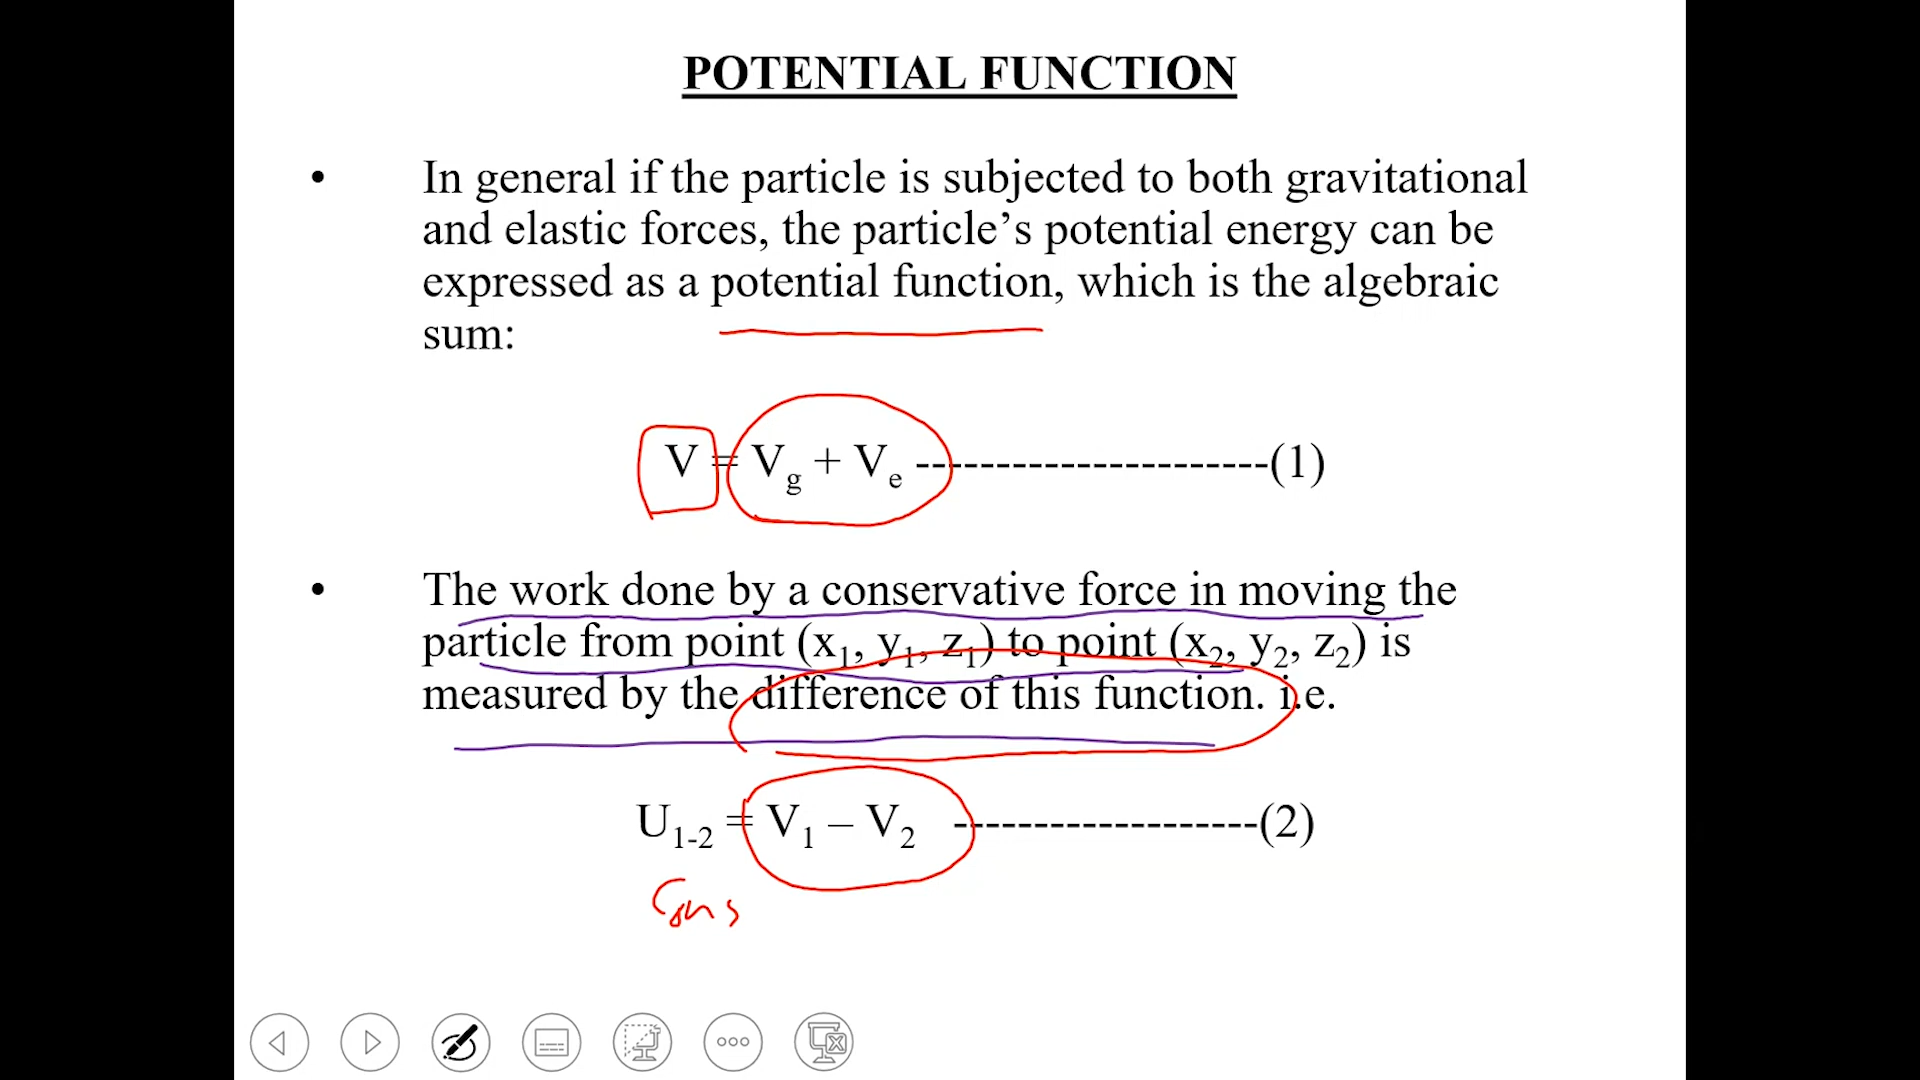 POTENTIAL FUNCTION
• In general if the particle is subjected to both gravitational
and elastic forces, the particle’s potential energy can be
expressed as a potential function, which is the algebraic
sum:
V = Vg + Ve ----------------------(1)
• The work done by a conservative force in moving the
particle from point (x1, y1, z1) to point (x2, y2, z2) is
measured by the difference of this function. i.e.
U1-2 = V1 – V2 -------------------(2)
Cons